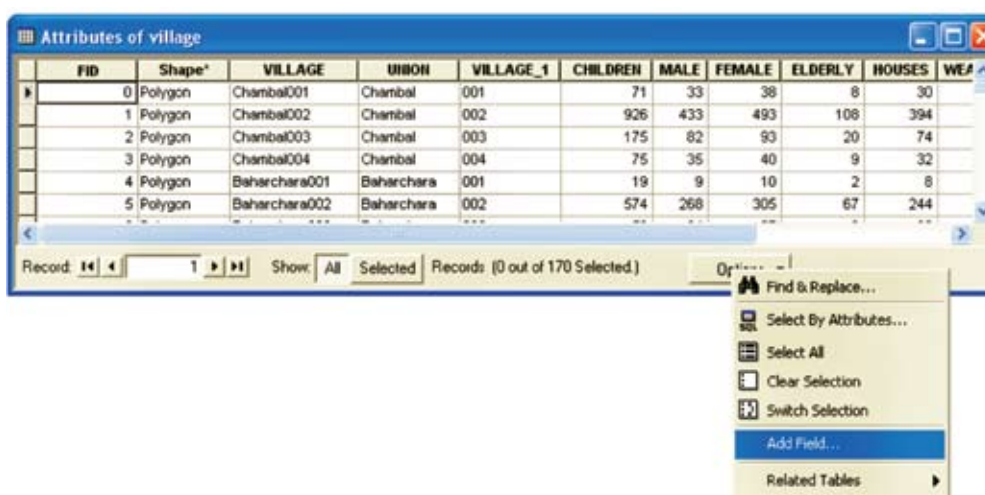 Attributes of village
FID Shape* VILLAGE UNION VILLAGE_1 CHILDREN MALE FEMALE ELDERLY HOUSES WEA
0 Polygon Chambal001 Chambal 001 71 33 38 8 30
1 Polygon Chambal002 Chambal 002 926 433 493 108 394
2 Polygon Chambal003 Chambal 003 175 82 93 20 74
3 Polygon Chambal004 Chambal 004 75 35 40 9 32
4 Polygon Baharchara001 Baharchara 001 19 9 10 2 8
5 Polygon Baharchara002 Baharchara 002 574 268 305 67 244
Record: 1 Show: All Selected Records (0 out of 170 Selected.)
Find & Replace...
SQL Select By Attributes...
Select All
Clear Selection
Switch Selection
Add Field...
Related Tables